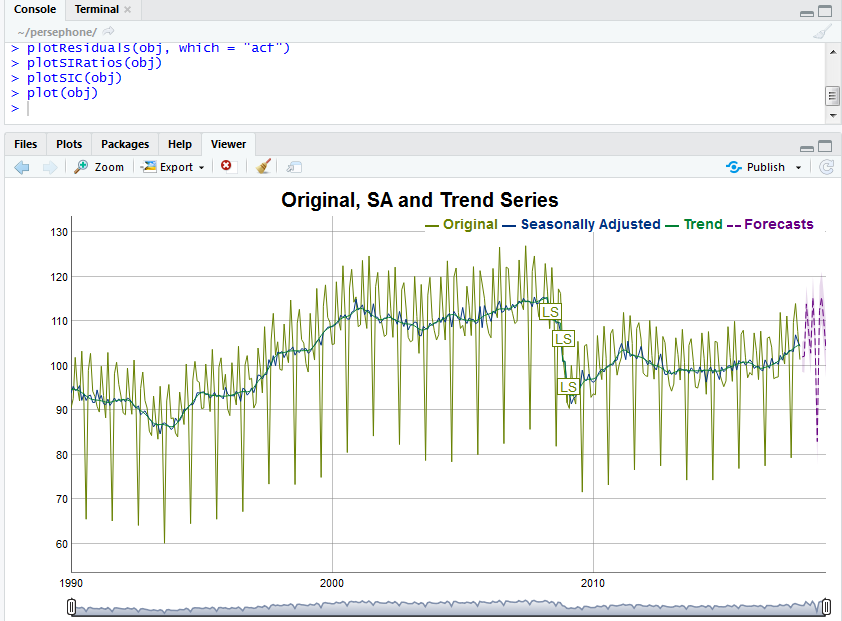 Console Terminal ×
~/persephone/
> plotResiduals(obj, which = "acf")
> plotSIRatios(obj)
> plotSIC(obj)
> plot(obj)
>
Files Plots Packages Help Viewer
Zoom Export Publish
Original, SA and Trend Series
Original Seasonally Adjusted Trend Forecasts
130
120
110
100
90
80
70
60
LS
LS
LS
1990 2000 2010